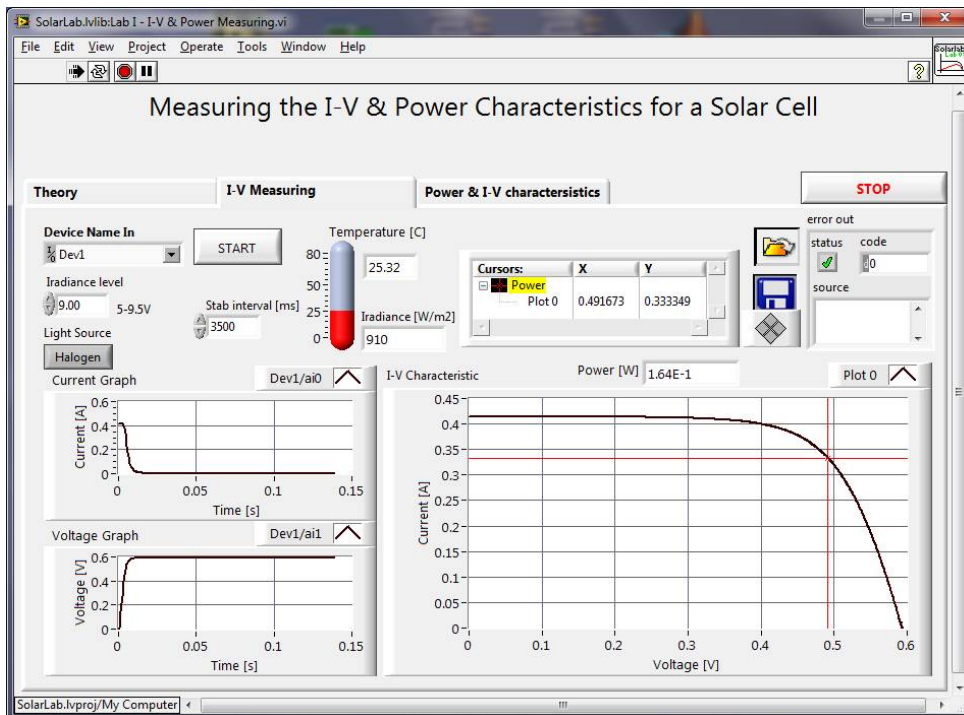 SolarLab.lvlib:Lab I - I-V & Power Measuring.vi
File Edit View Project Operate Tools Window Help
Solarlab
Measuring the I-V & Power Characteristics for a Solar Cell
Theory
I-V Measuring
Power & I-V charactersistics
STOP
Device Name In
Dev1
START
Irradiance level
9.00
5-9.5V
Stab interval [ms]
3500
Light Source
Halogen
Temperature [C]
80
50
25
0
25.32
Irradiance [W/m2]
910
Cursors: X Y
Power
Plot 0 0.491673 0.333349
error out
status code
0
source
Current Graph
Dev1/ai0
Current [A]
0.6
0.4
0.2
0
0 0.05 0.1 0.15
Time [s]
Voltage Graph
Dev1/ai1
Voltage [V]
0.6
0.4
0.2
0
0 0.05 0.1 0.15
Time [s]
I-V Characteristic
Power [W] 1.64E-1
Plot 0
Current [A]
0.45
0.4
0.35
0.3
0.25
0.2
0.15
0.1
0.05
0
0 0.1 0.2 0.3 0.4 0.5 0.6
Voltage [V]
SolarLab.lvproj/My Computer